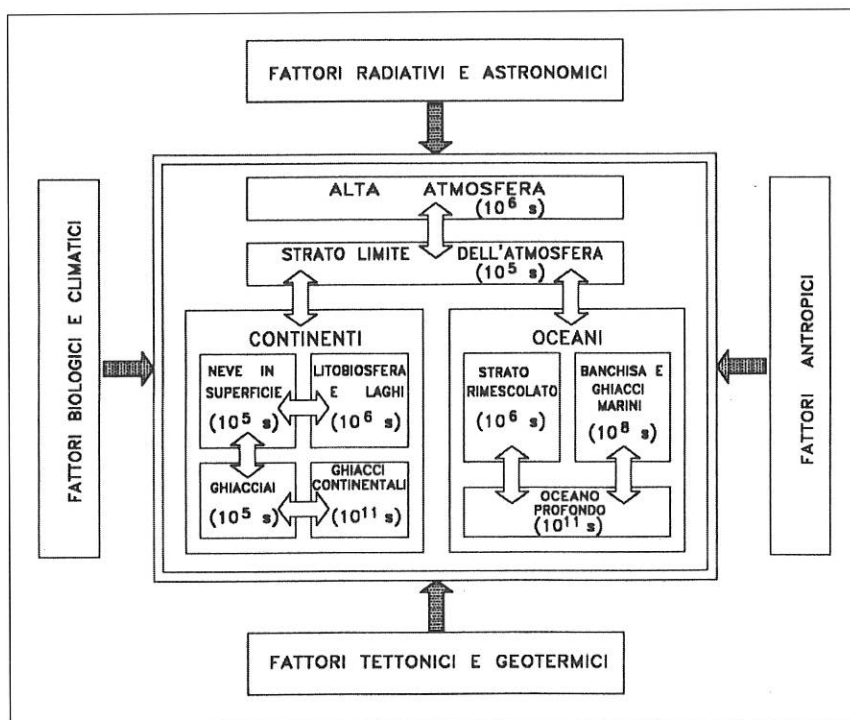 FATTORI RADIATIVI E ASTRONOMICI
ALTA ATMOSFERA
(10⁶ s)
STRATO LIMITE DELL'ATMOSFERA
(10⁵ s)
FATTORI BIOLOGICI E CLIMATICI
CONTINENTI
NEVE IN
SUPERFICIE
(10⁵ s)
LITOBIOSFERA
E LAGHI
(10⁶ s)
GHIACCIAI
(10⁵ s)
GHIACCI
CONTINENTALI
(10¹¹ s)
OCEANI
STRATO
RIMESCOLATO
(10⁶ s)
BANCHISA E
GHIACCI
MARINI
(10⁸ s)
OCEANO
PROFONDO
(10¹¹ s)
FATTORI ANTROPICI
FATTORI TETTONICI E GEOTERMICI